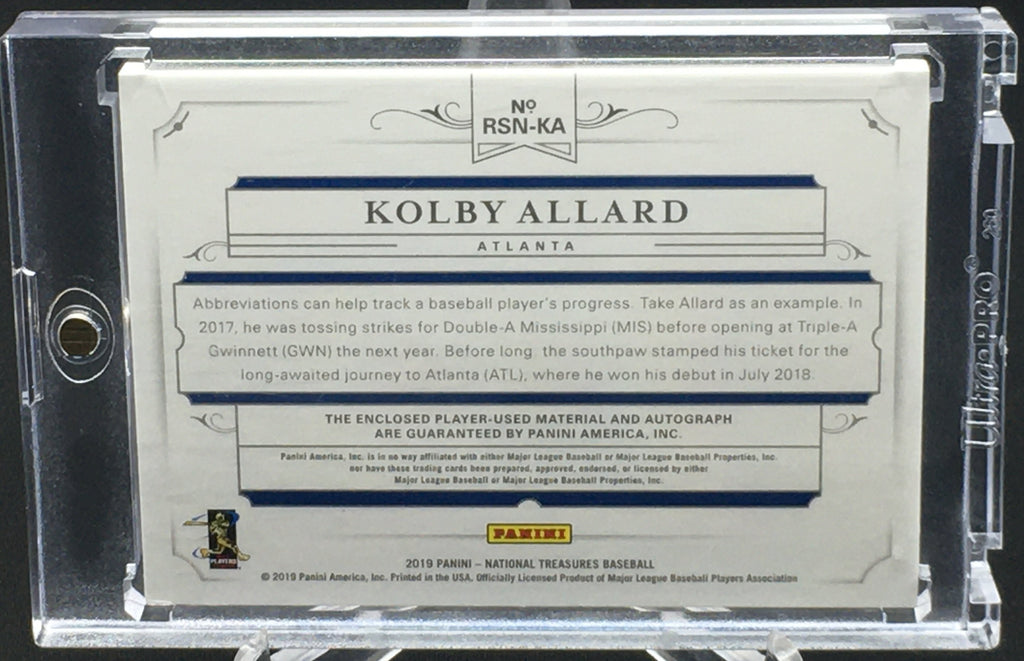 Nº
RSN-KA
KOLBY ALLARD
ATLANTA
Abbreviations can help track a baseball player's progress. Take Allard as an example. In
2017, he was tossing strikes for Double-A Mississippi (MIS) before opening at Triple-A
Gwinnett (GWN) the next year. Before long the southpaw stamped his ticket for the
long-awaited journey to Atlanta (ATL), where he won his debut in July 2018.
THE ENCLOSED PLAYER-USED MATERIAL AND AUTOGRAPH
ARE GUARANTEED BY PANINI AMERICA, INC.
Panini America, Inc. is in no way affiliated with either Major League Baseball or Major League Baseball Properties, Inc.
nor have these trading cards been prepared, approved, endorsed, or licensed by either
Major League Baseball or Major League Baseball Properties, Inc.
PLAYERS
PANINI
2019 PANINI – NATIONAL TREASURES BASEBALL
© 2019 Panini America, Inc. Printed in the USA. Officially Licensed Product of Major League Baseball Players Association
UltraPRO